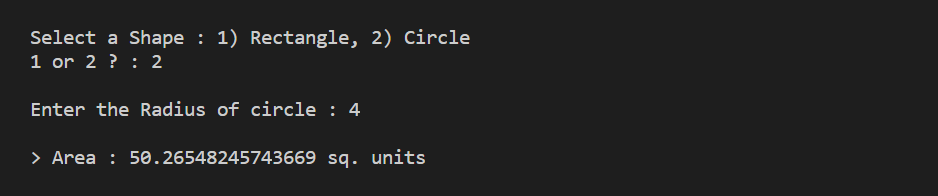 Select a Shape : 1) Rectangle, 2) Circle
1 or 2 ? : 2
Enter the Radius of circle : 4
> Area : 50.26548245743669 sq. units